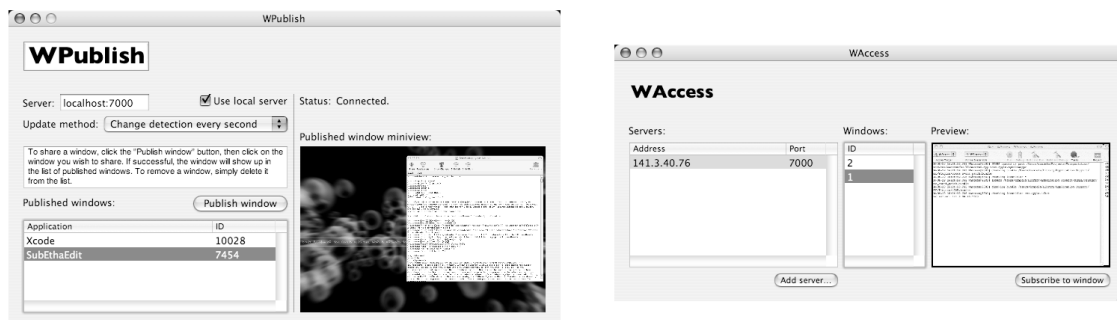 WPublish
WPublish
Server: localhost:7000
Use local server
Update method: Change detection every second
To share a window, click the "Publish window" button, then click on the
window you wish to share. If successful, the window will show up in
the list of published windows. To remove a window, simply delete it
from the list.
Published windows:
Publish window
Application ID
Xcode 10028
SubEthaEdit 7454
Status: Connected.
Published window miniview:
WAccess
WAccess
Servers:
Address Port
141.3.40.76 7000
Add server...
Windows:
ID
2
1
Preview:
Subscribe to window